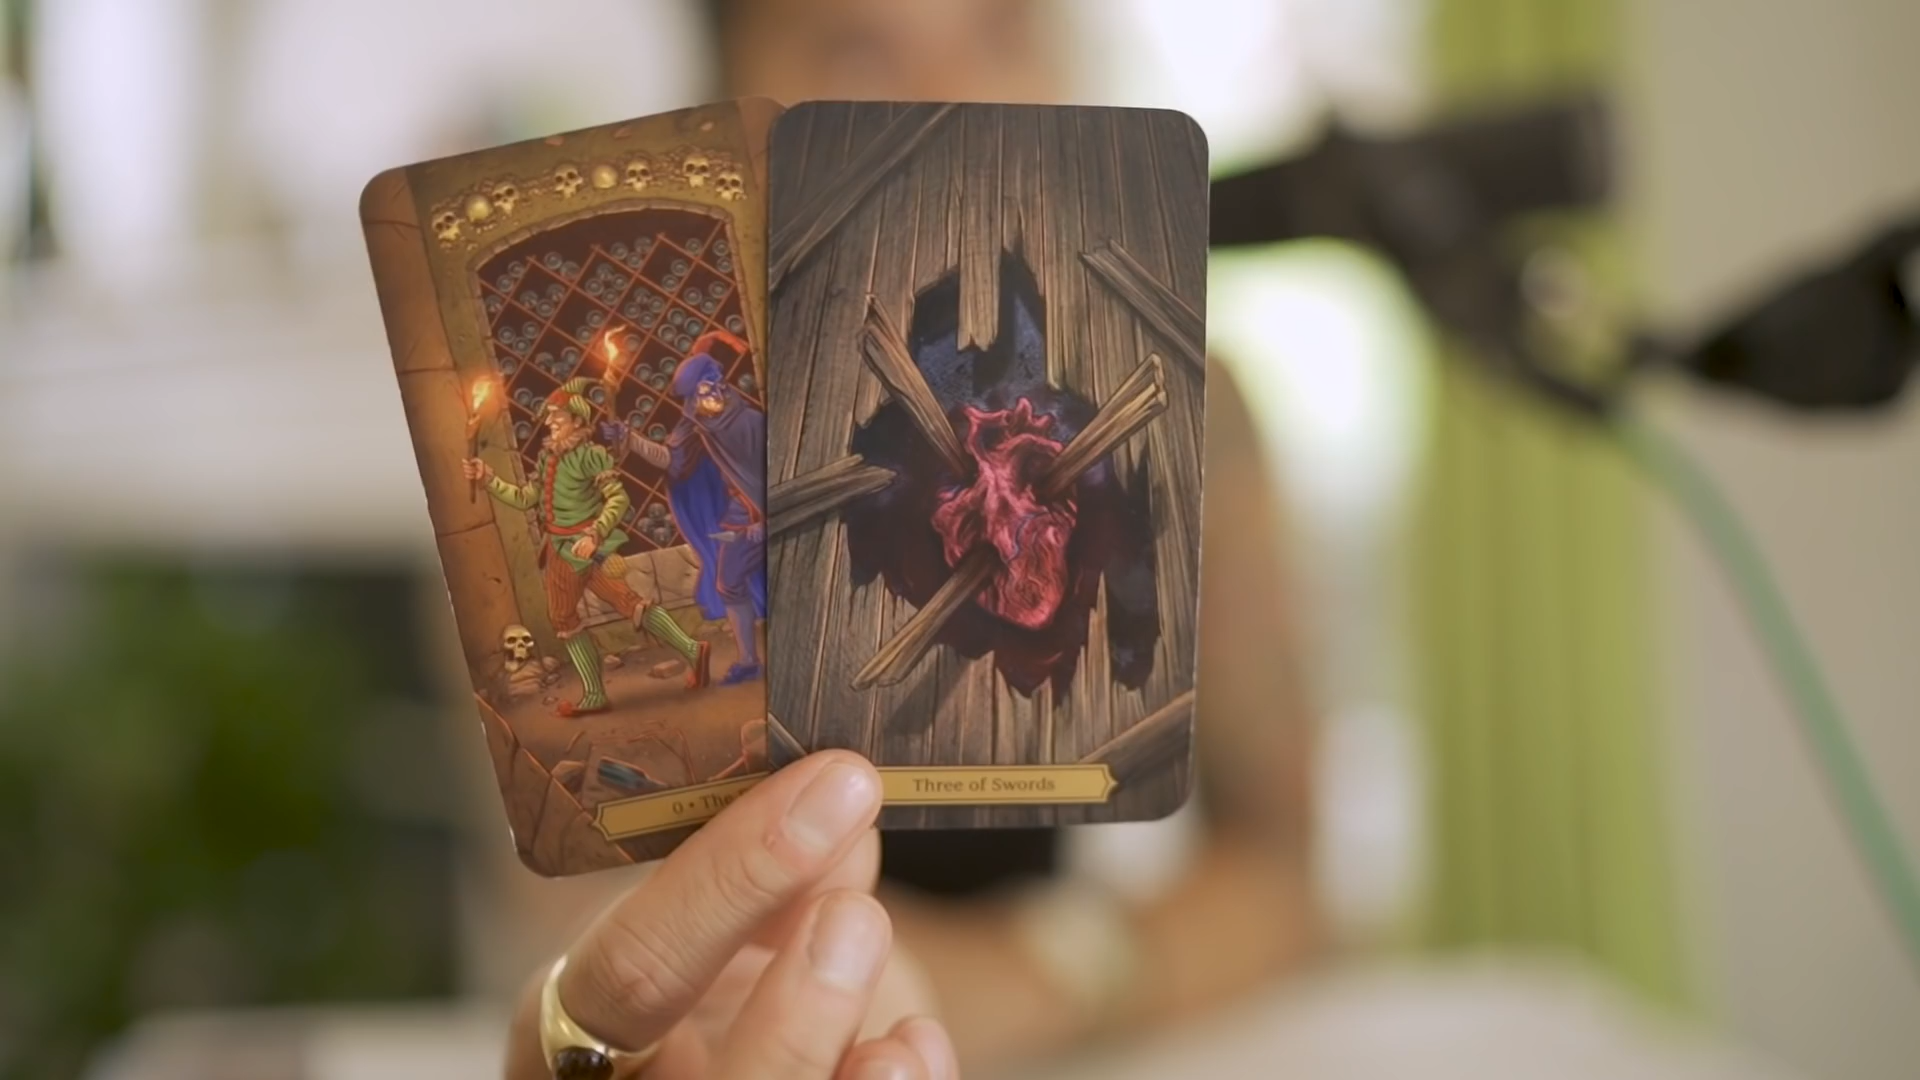 0 • The
Three of Swords